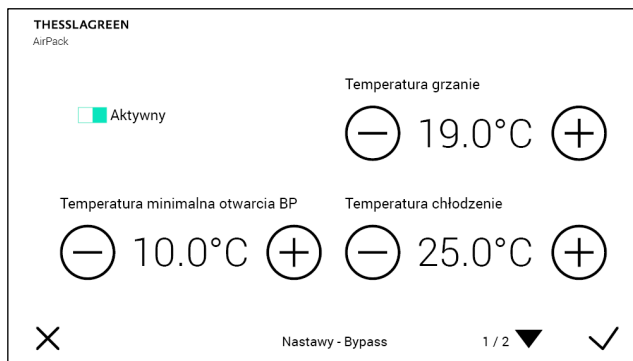 THESSLAGREEN
AirPack
Temperatura grzanie
Aktywny
19.0°C
Temperatura minimalna otwarcia BP
Temperatura chłodzenie
10.0°C
25.0°C
Nastawy - Bypass
1 / 2